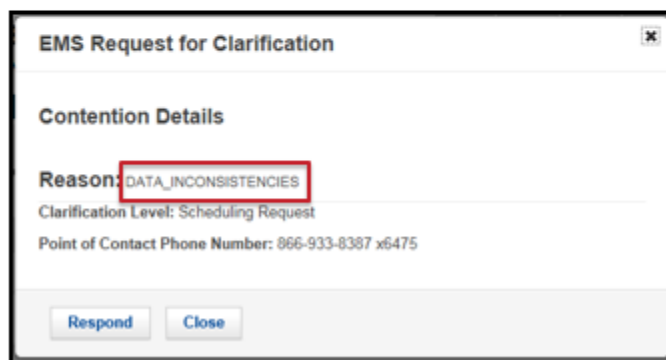 EMS Request for Clarification
Contention Details
Reason: DATA_INCONSISTENCIES
Clarification Level: Scheduling Request
Point of Contact Phone Number: 866-933-8387 x6475
Respond Close